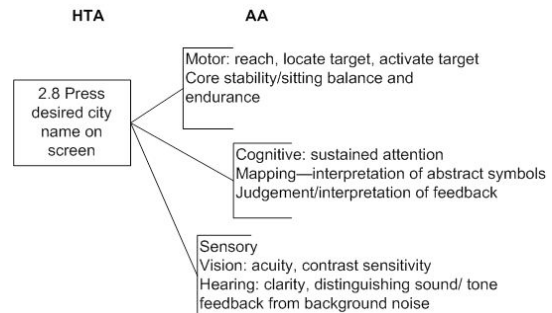 HTA
AA
2.8 Press
desired city
name on
screen
Motor: reach, locate target, activate target
Core stability/sitting balance and
endurance
Cognitive: sustained attention
Mapping—interpretation of abstract symbols
Judgement/interpretation of feedback
Sensory
Vision: acuity, contrast sensitivity
Hearing: clarity, distinguishing sound/ tone
feedback from background noise